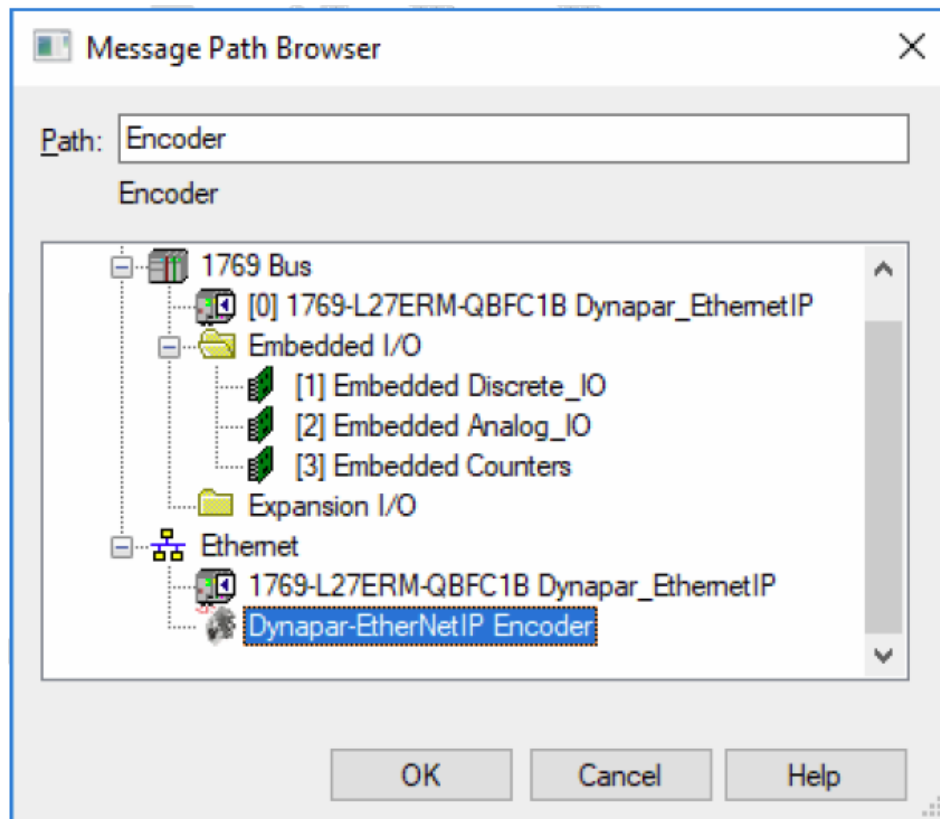 Message Path Browser
Path: Encoder
Encoder
1769 Bus
[0] 1769-L27ERM-QBFC1B Dynapar_EthernetIP
Embedded I/O
[1] Embedded Discrete_IO
[2] Embedded Analog_IO
[3] Embedded Counters
Expansion I/O
Ethernet
1769-L27ERM-QBFC1B Dynapar_EthernetIP
Dynapar-EtherNetIP Encoder
OK Cancel Help